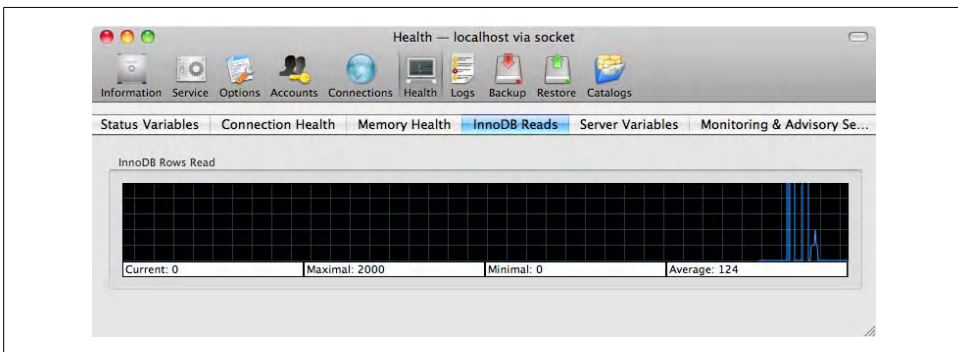 Health — localhost via socket
Information Service Options Accounts Connections Health Logs Backup Restore Catalogs
Status Variables Connection Health Memory Health InnoDB Reads Server Variables Monitoring & Advisory Se...
InnoDB Rows Read
Current: 0 Maximal: 2000 Minimal: 0 Average: 124